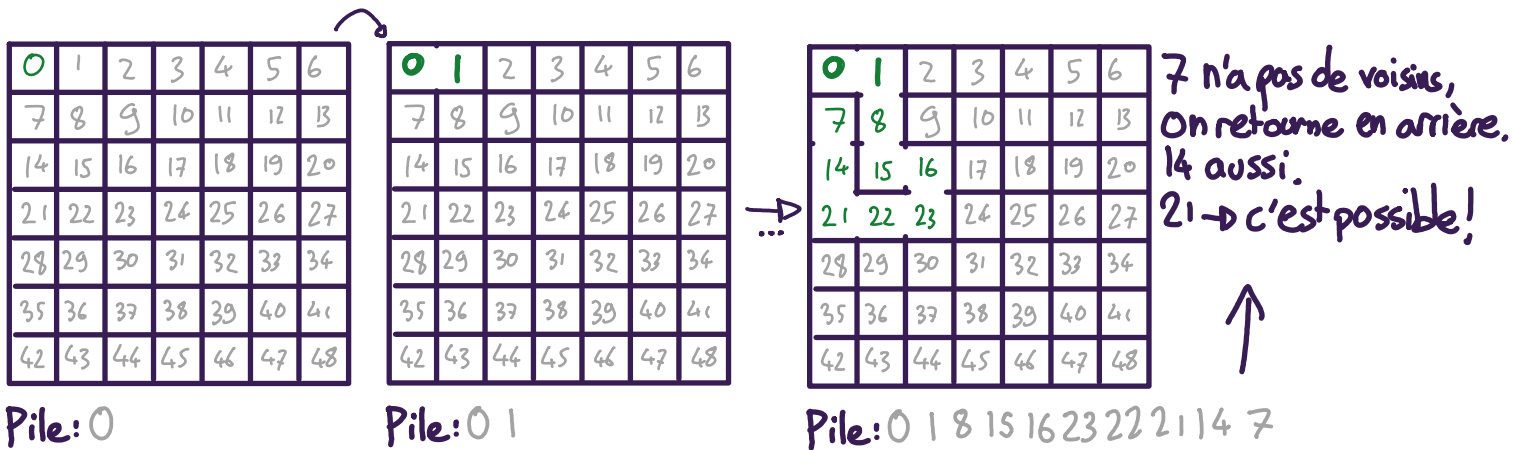 0 1 2 3 4 5 6
7 8 9 10 11 12 13
14 15 16 17 18 19 20
21 22 23 24 25 26 27
28 29 30 31 32 33 34
35 36 37 38 39 40 41
42 43 44 45 46 47 48
Pile: 0
0 1 2 3 4 5 6
7 8 9 10 11 12 13
14 15 16 17 18 19 20
21 22 23 24 25 26 27
28 29 30 31 32 33 34
35 36 37 38 39 40 41
42 43 44 45 46 47 48
Pile: 0 1
...
0 1 2 3 4 5 6
7 8 9 10 11 12 13
14 15 16 17 18 19 20
21 22 23 24 25 26 27
28 29 30 31 32 33 34
35 36 37 38 39 40 41
42 43 44 45 46 47 48
Pile: 0 1 8 15 16 23 22 21 14 7
7 n'a pas de voisins,
on retourne en arrière.
14 aussi.
21 → c'est possible!